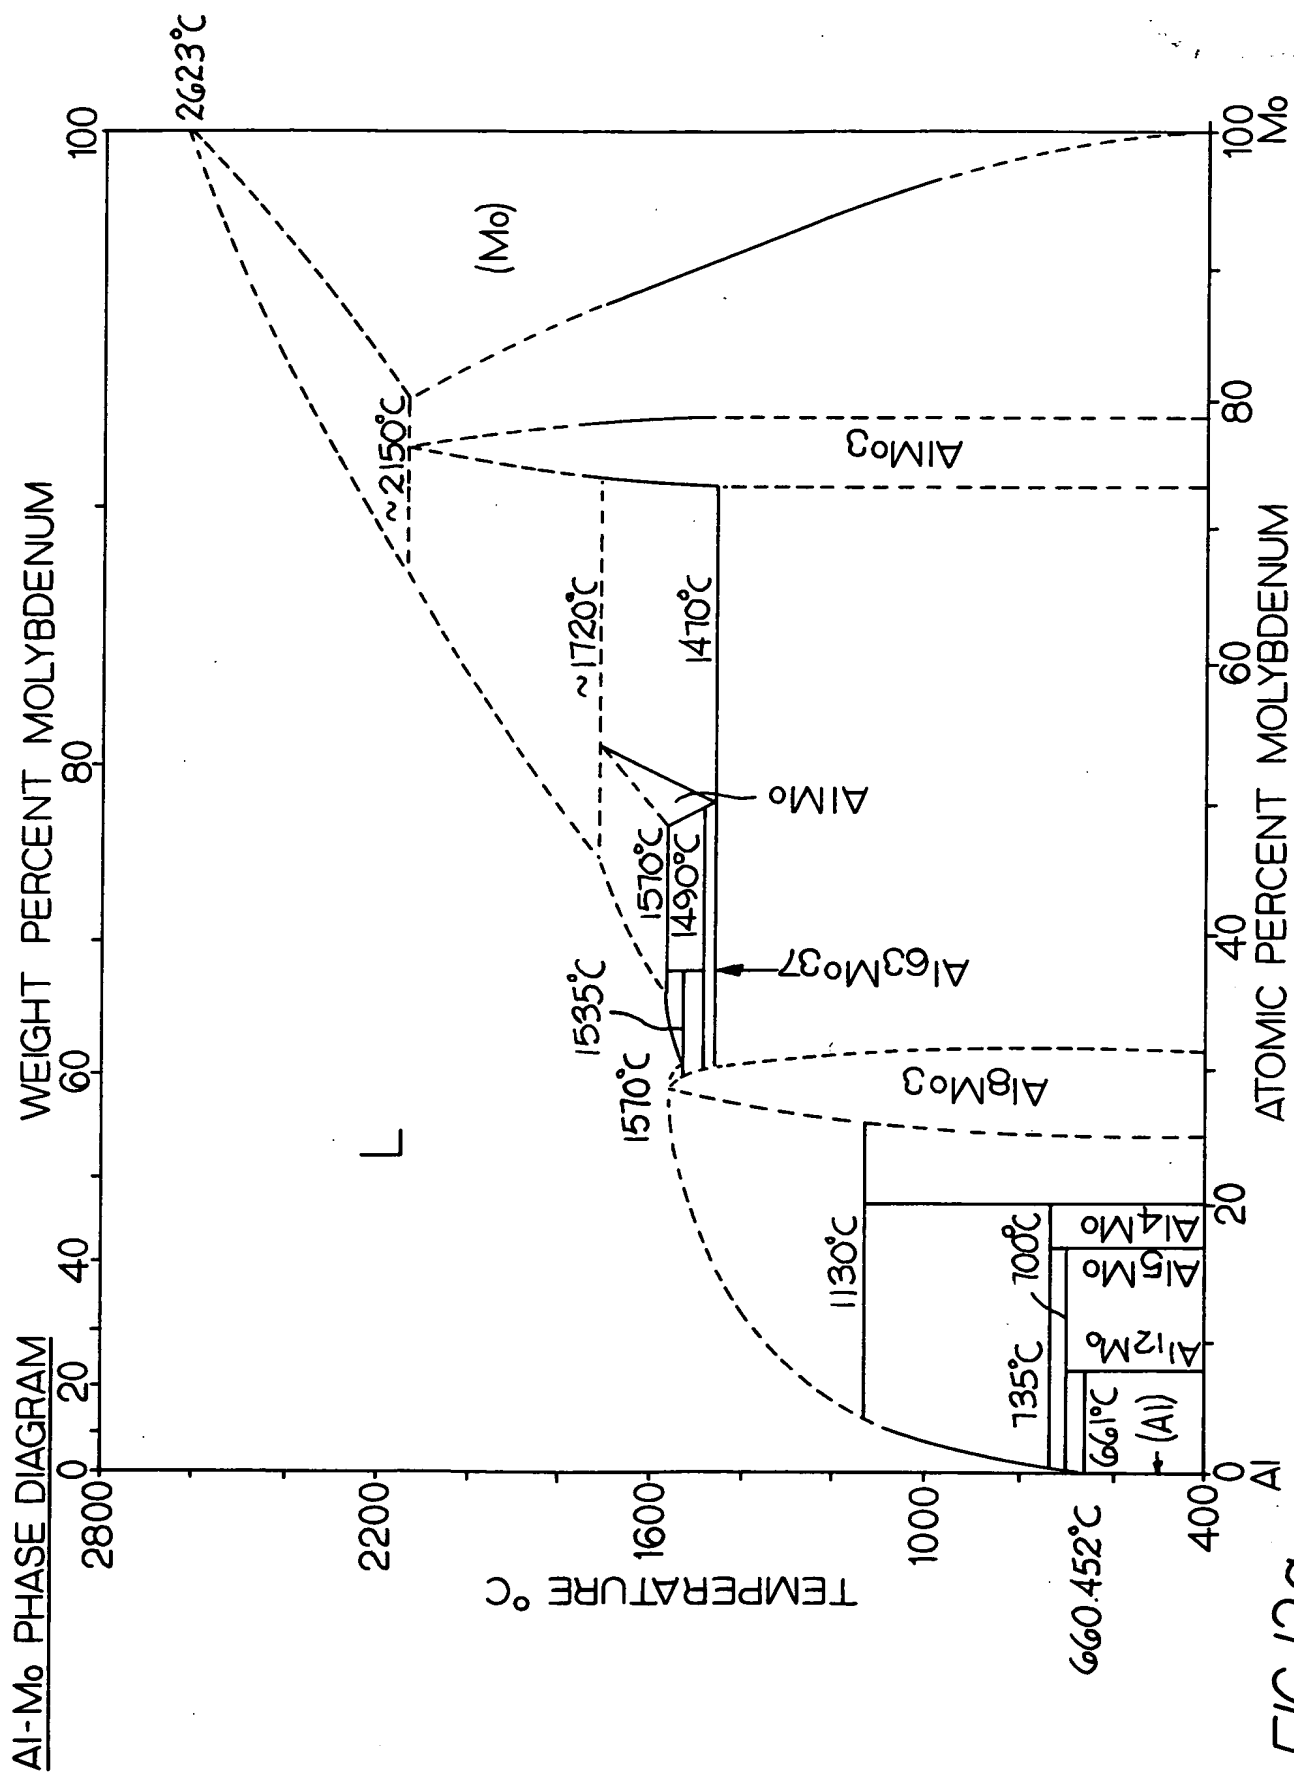 Al-Mo PHASE DIAGRAM
WEIGHT PERCENT MOLYBDENUM
0 20 40 60 80 100
2800
2200
1600
1000
400
TEMPERATURE °C
660.452°C
2623°C
L
(Mo)
~2150°C
~1720°C
1570°C
1535°C
1570°C
1490°C
1470°C
AlMo
Al63Mo37
AlMo3
Al8Mo3
1130°C
735°C
700°C
661°C
(Al)
Al12Mo
Al5Mo
Al4Mo
0 20 40 60 80 100
Al
Mo
ATOMIC PERCENT MOLYBDENUM